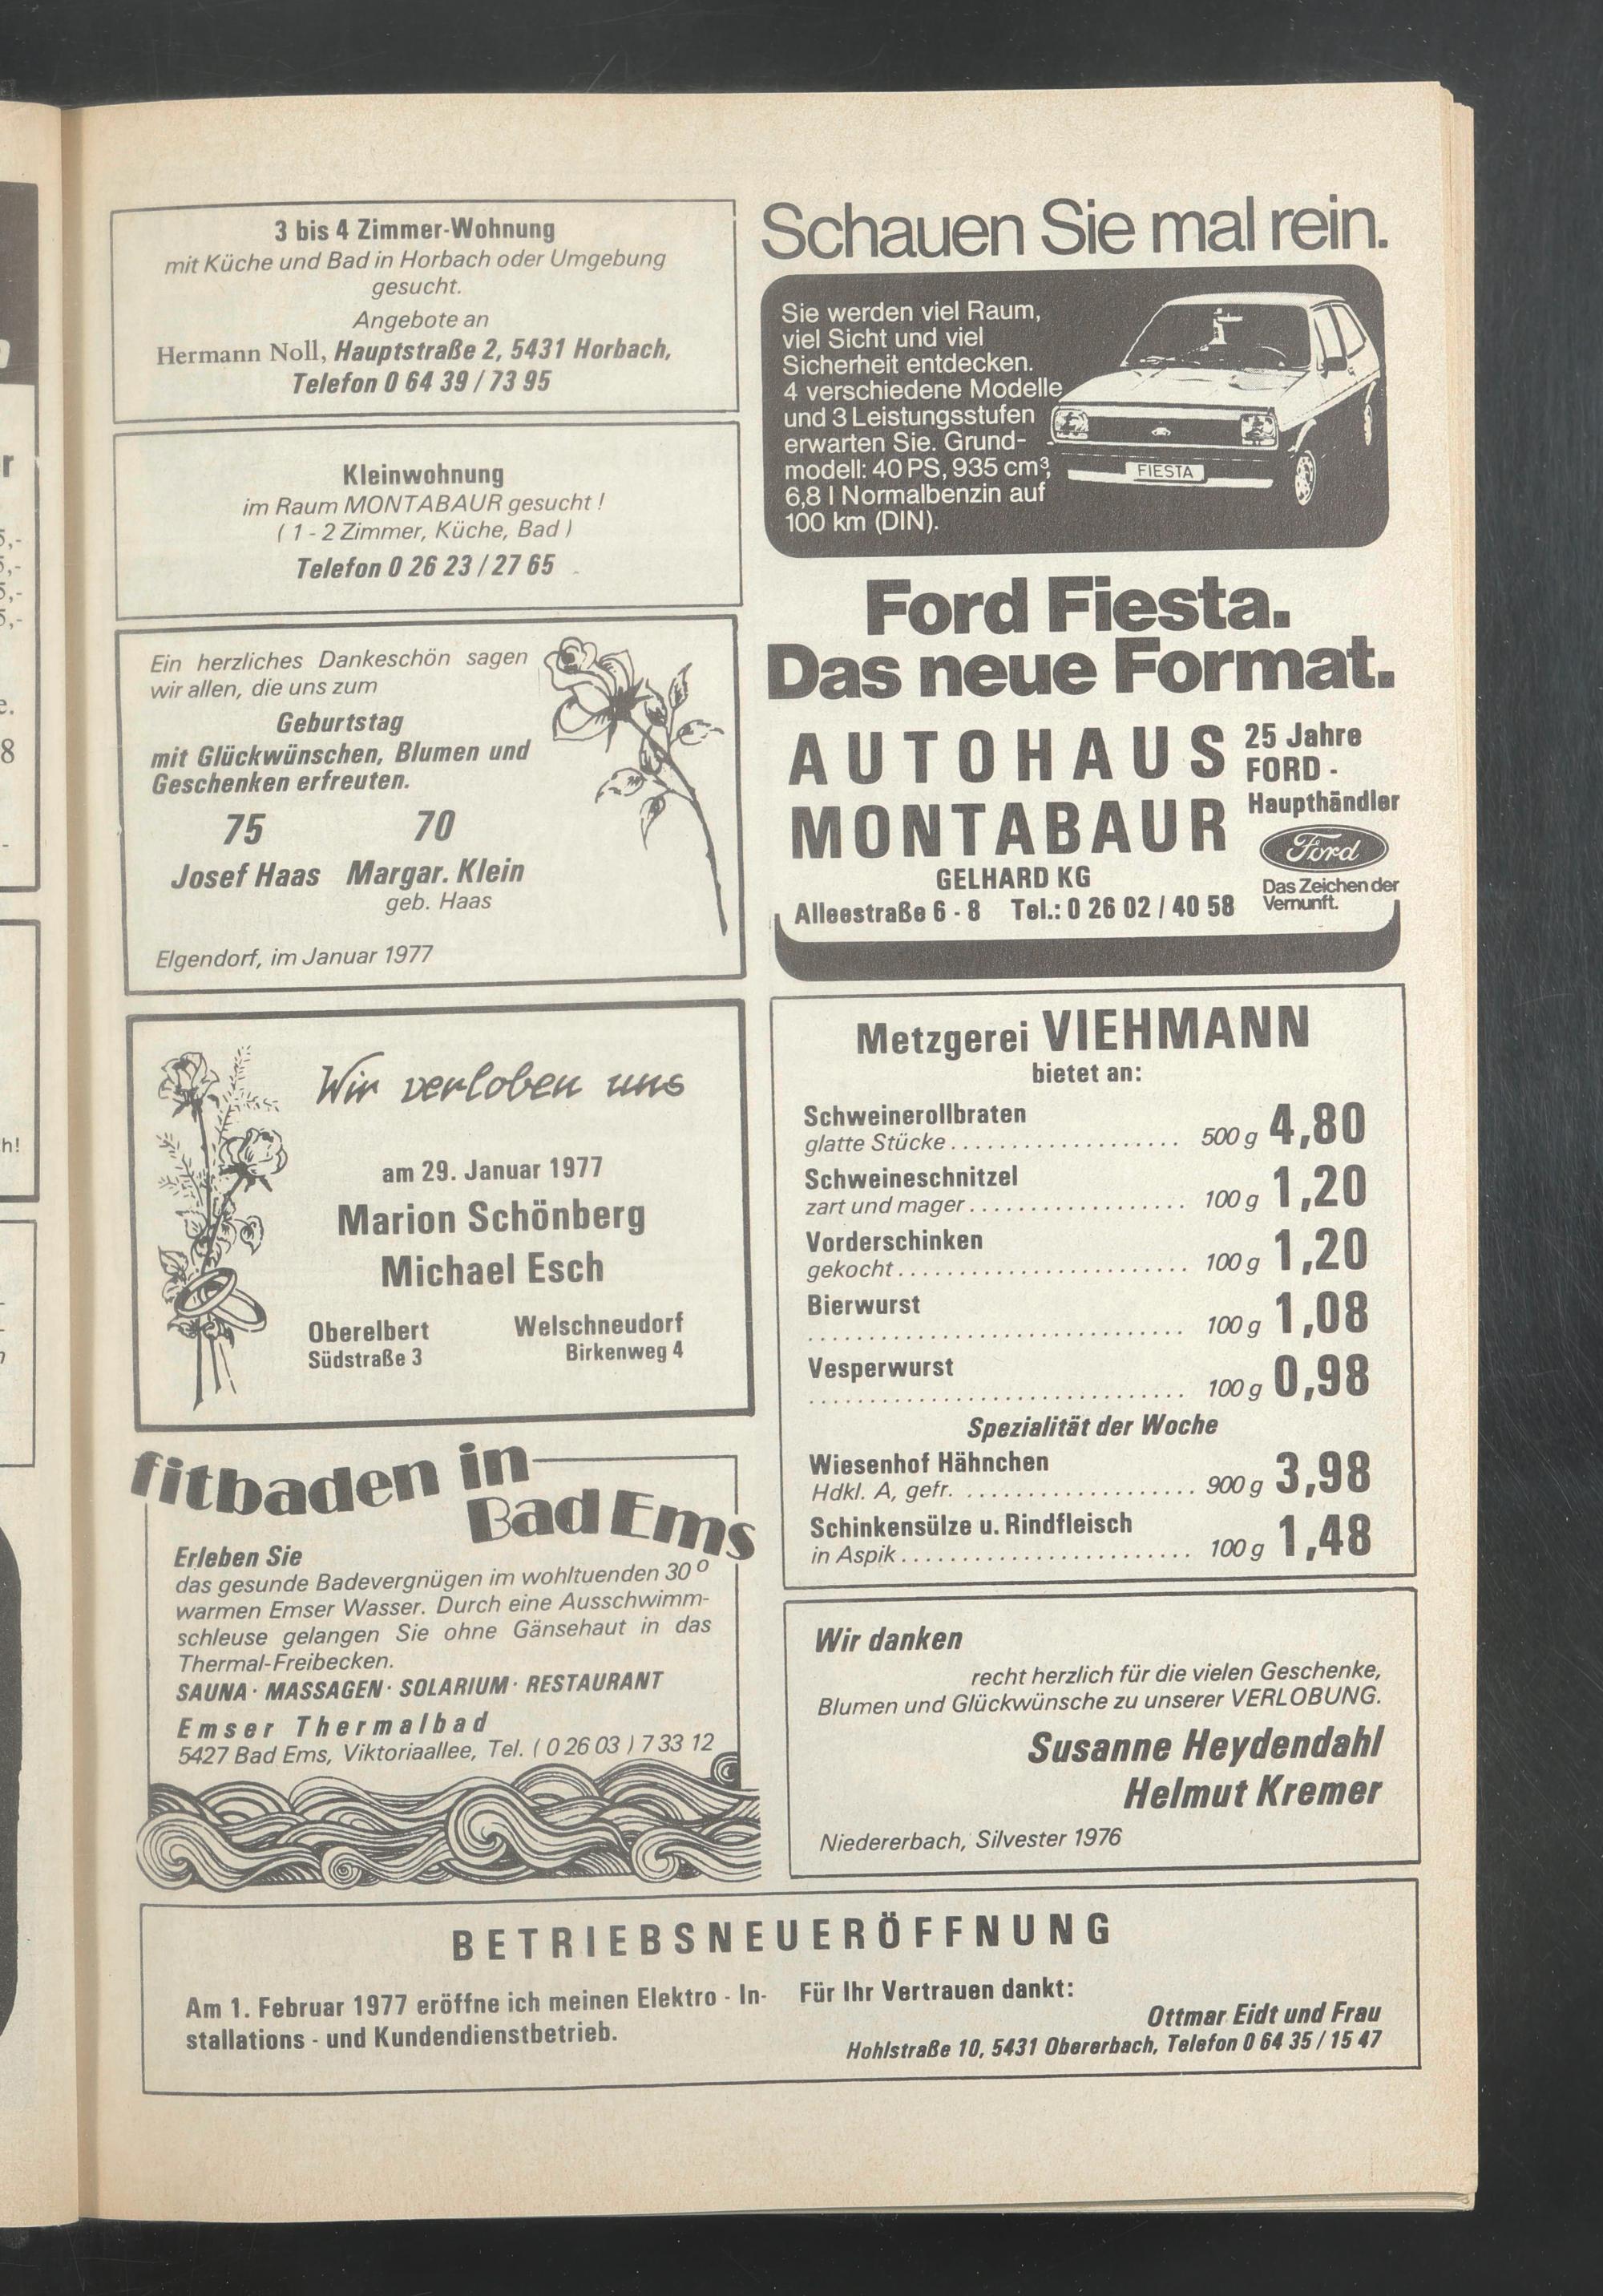 3 bis 4 Zimmer-Wohnung
mit Küche und Bad in Horbach oder Umgebung
gesucht.
Angebote an
Hermann Noll, Hauptstraße 2, 5431 Horbach,
Telefon 0 64 39 / 73 95
Kleinwohnung
im Raum MONTABAUR gesucht !
( 1 - 2 Zimmer, Küche, Bad )
Telefon 0 26 23 / 27 65
Ein herzliches Dankeschön sagen
wir allen, die uns zum
Geburtstag
mit Glückwünschen, Blumen und
Geschenken erfreuten.
75 70
Josef Haas Margar. Klein
geb. Haas
Elgendorf, im Januar 1977
Wir verloben uns
am 29. Januar 1977
Marion Schönberg
Michael Esch
Oberelbert Welschneudorf
Südstraße 3 Birkenweg 4
fitbaden in
Bad Ems
Erleben Sie
das gesunde Badevergnügen im wohltuenden 30 º
warmen Emser Wasser. Durch eine Ausschwimm-
schleuse gelangen Sie ohne Gänsehaut in das
Thermal-Freibecken.
SAUNA · MASSAGEN · SOLARIUM · RESTAURANT
Emser Thermalbad
5427 Bad Ems, Viktoriaallee, Tel. ( 0 26 03 ) 7 33 12
Schauen Sie mal rein.
Sie werden viel Raum,
viel Sicht und viel
Sicherheit entdecken.
4 verschiedene Modelle
und 3 Leistungsstufen
erwarten Sie. Grund-
modell: 40 PS, 935 cm³,
6,8 l Normalbenzin auf
100 km (DIN).
FIESTA
Ford Fiesta.
Das neue Format.
AUTOHAUS
MONTABAUR
25 Jahre
FORD -
Haupthändler
Ford
Das Zeichen der
Vernunft.
GELHARD KG
Alleestraße 6 - 8 Tel.: 0 26 02 / 40 58
Metzgerei VIEHMANN
bietet an:
Schweinerollbraten
glatte Stücke ................... 500 g 4,80
Schweineschnitzel
zart und mager .................. 100 g 1,20
Vorderschinken
gekocht ........................ 100 g 1,20
Bierwurst
............................... 100 g 1,08
Vesperwurst
............................... 100 g 0,98
Spezialität der Woche
Wiesenhof Hähnchen
Hdkl. A, gefr. ................... 900 g 3,98
Schinkensülze u. Rindfleisch
in Aspik ........................ 100 g 1,48
Wir danken
recht herzlich für die vielen Geschenke,
Blumen und Glückwünsche zu unserer VERLOBUNG.
Susanne Heydendahl
Helmut Kremer
Niedererbach, Silvester 1976
BETRIEBSNEUERÖFFNUNG
Am 1. Februar 1977 eröffne ich meinen Elektro - In-
stallations - und Kundendienstbetrieb.
Für Ihr Vertrauen dankt:
Ottmar Eidt und Frau
Hohlstraße 10, 5431 Obererbach, Telefon 0 64 35 / 15 47